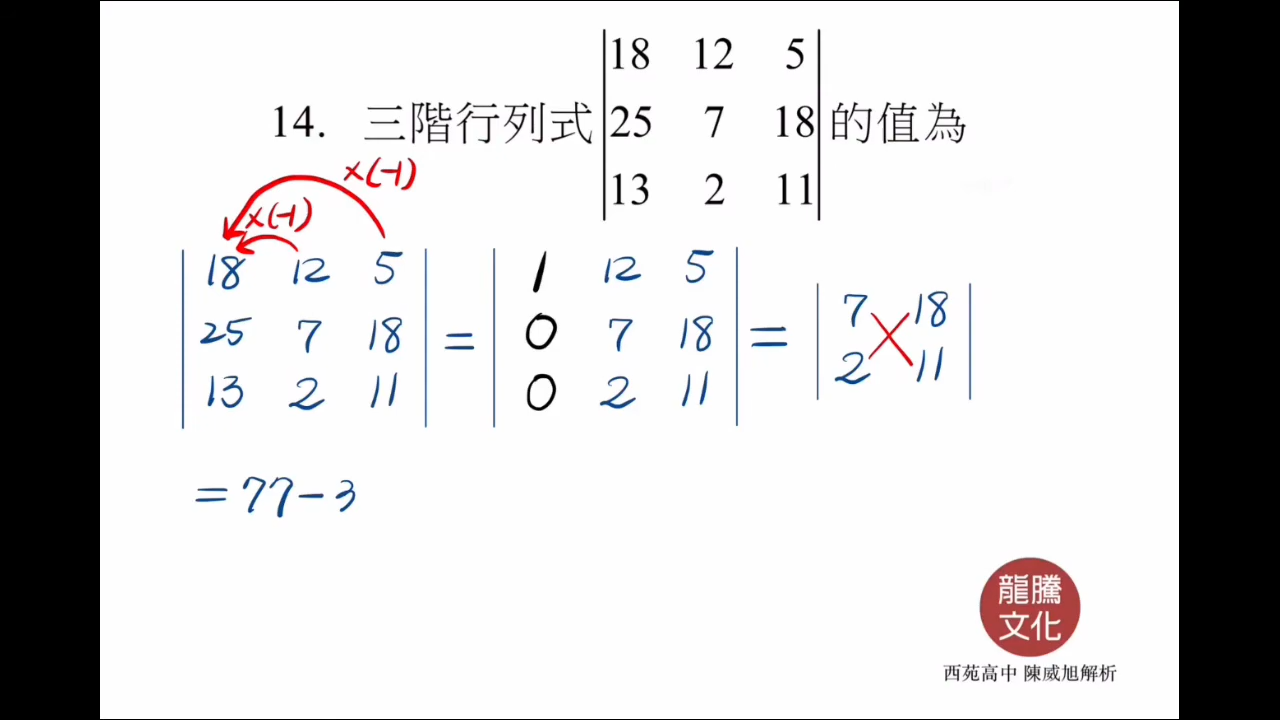 14. 三階行列式 |18 12 5| 的值為
|25 7 18|
|13 2 11|
×(-1)
×(-1)
|18 12 5| = |1 12 5| = |7 18|
|25 7 18| |0 7 18| |2 11|
|13 2 11| |0 2 11|
= 77 - 3
龍騰
文化
西苑高中 陳威旭解析